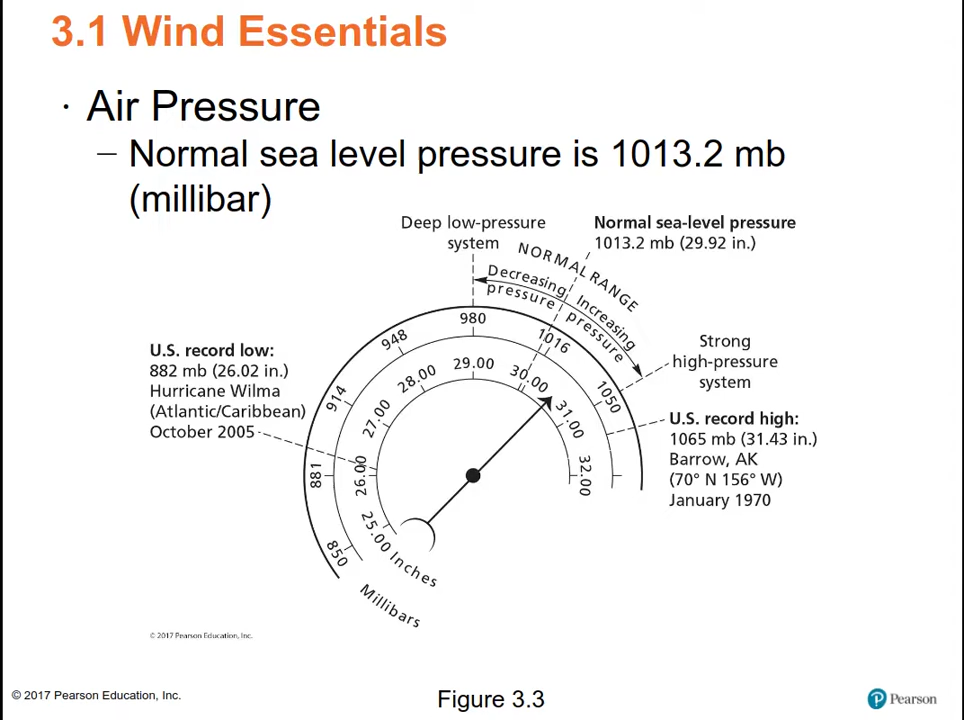 3.1 Wind Essentials
· Air Pressure
– Normal sea level pressure is 1013.2 mb
(millibar)
Deep low-pressure
system
Normal sea-level pressure
1013.2 mb (29.92 in.)
NORMAL RANGE
Decreasing
pressure
Increasing
pressure
Strong
high-pressure
system
U.S. record low:
882 mb (26.02 in.)
Hurricane Wilma
(Atlantic/Caribbean)
October 2005
U.S. record high:
1065 mb (31.43 in.)
Barrow, AK
(70° N 156° W)
January 1970
850
881
914
948
980
1016
1050
Millibars
25.00
26.00
27.00
28.00
29.00
30.00
31.00
32.00
Inches
© 2017 Pearson Education, Inc.
© 2017 Pearson Education, Inc.
Figure 3.3
P Pearson